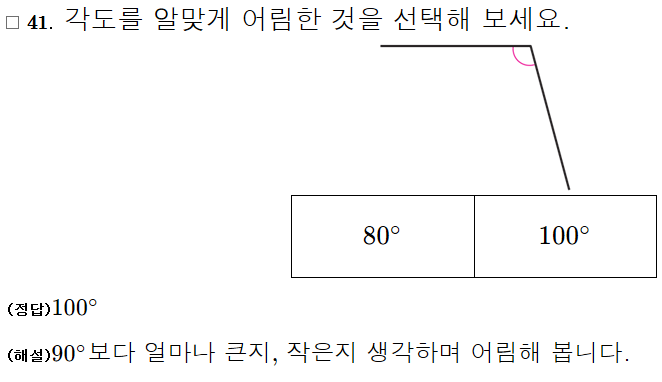 □ 41. 각도를 알맞게 어림한 것을 선택해 보세요.
80° 100°
(정답)100°
(해설)90°보다 얼마나 큰지, 작은지 생각하며 어림해 봅니다.